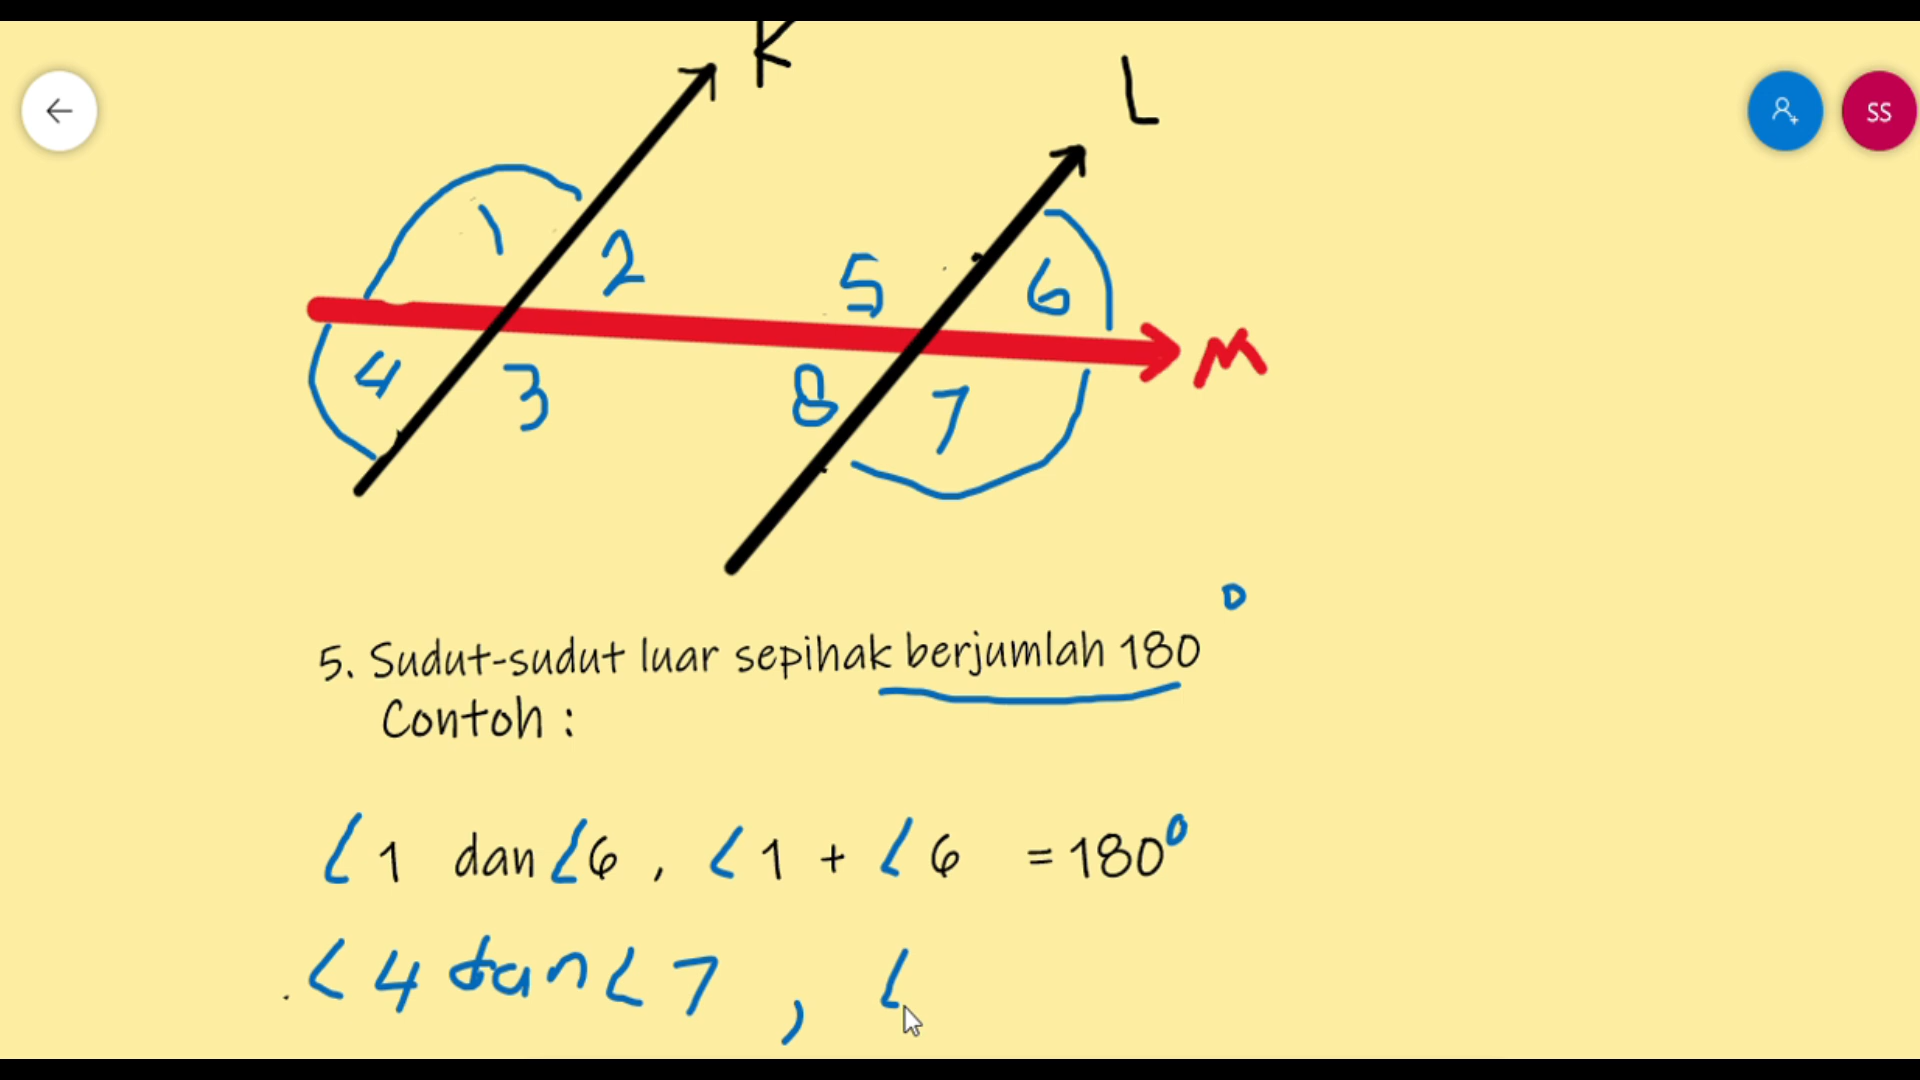 K
L
SS
1
2
5
6
M
4
3
8
7
5. Sudut-sudut luar sepihak berjumlah 180°
Contoh :
∠1 dan ∠6 , ∠1 + ∠6 = 180°
∠4 dan ∠7 , ∠